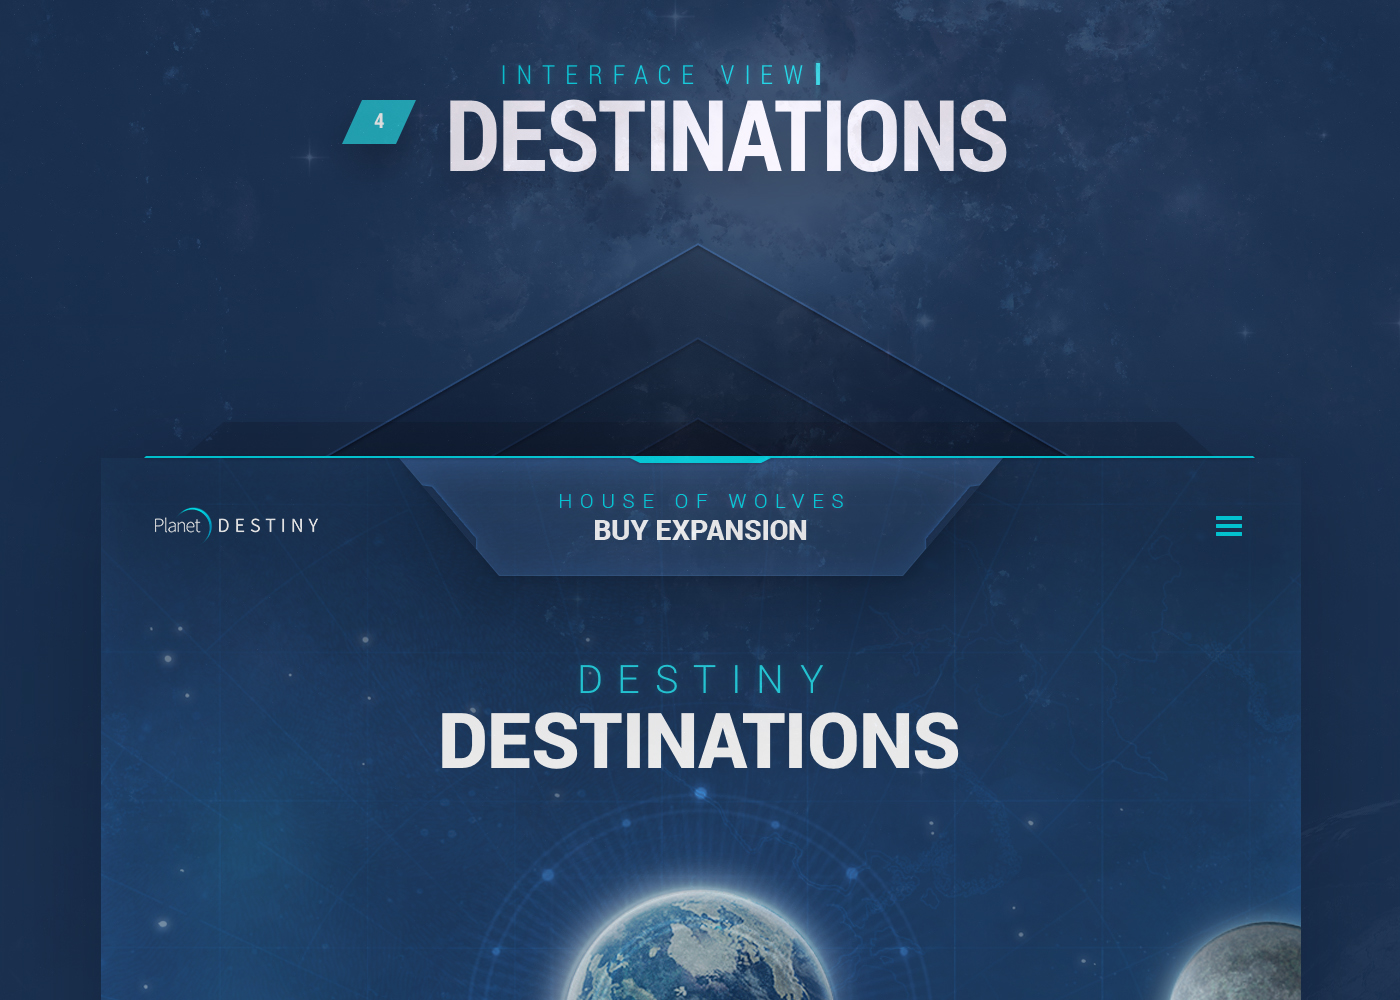 INTERFACE VIEW
4
DESTINATIONS
HOUSE OF WOLVES
BUY EXPANSION
Planet DESTINY
DESTINY
DESTINATIONS